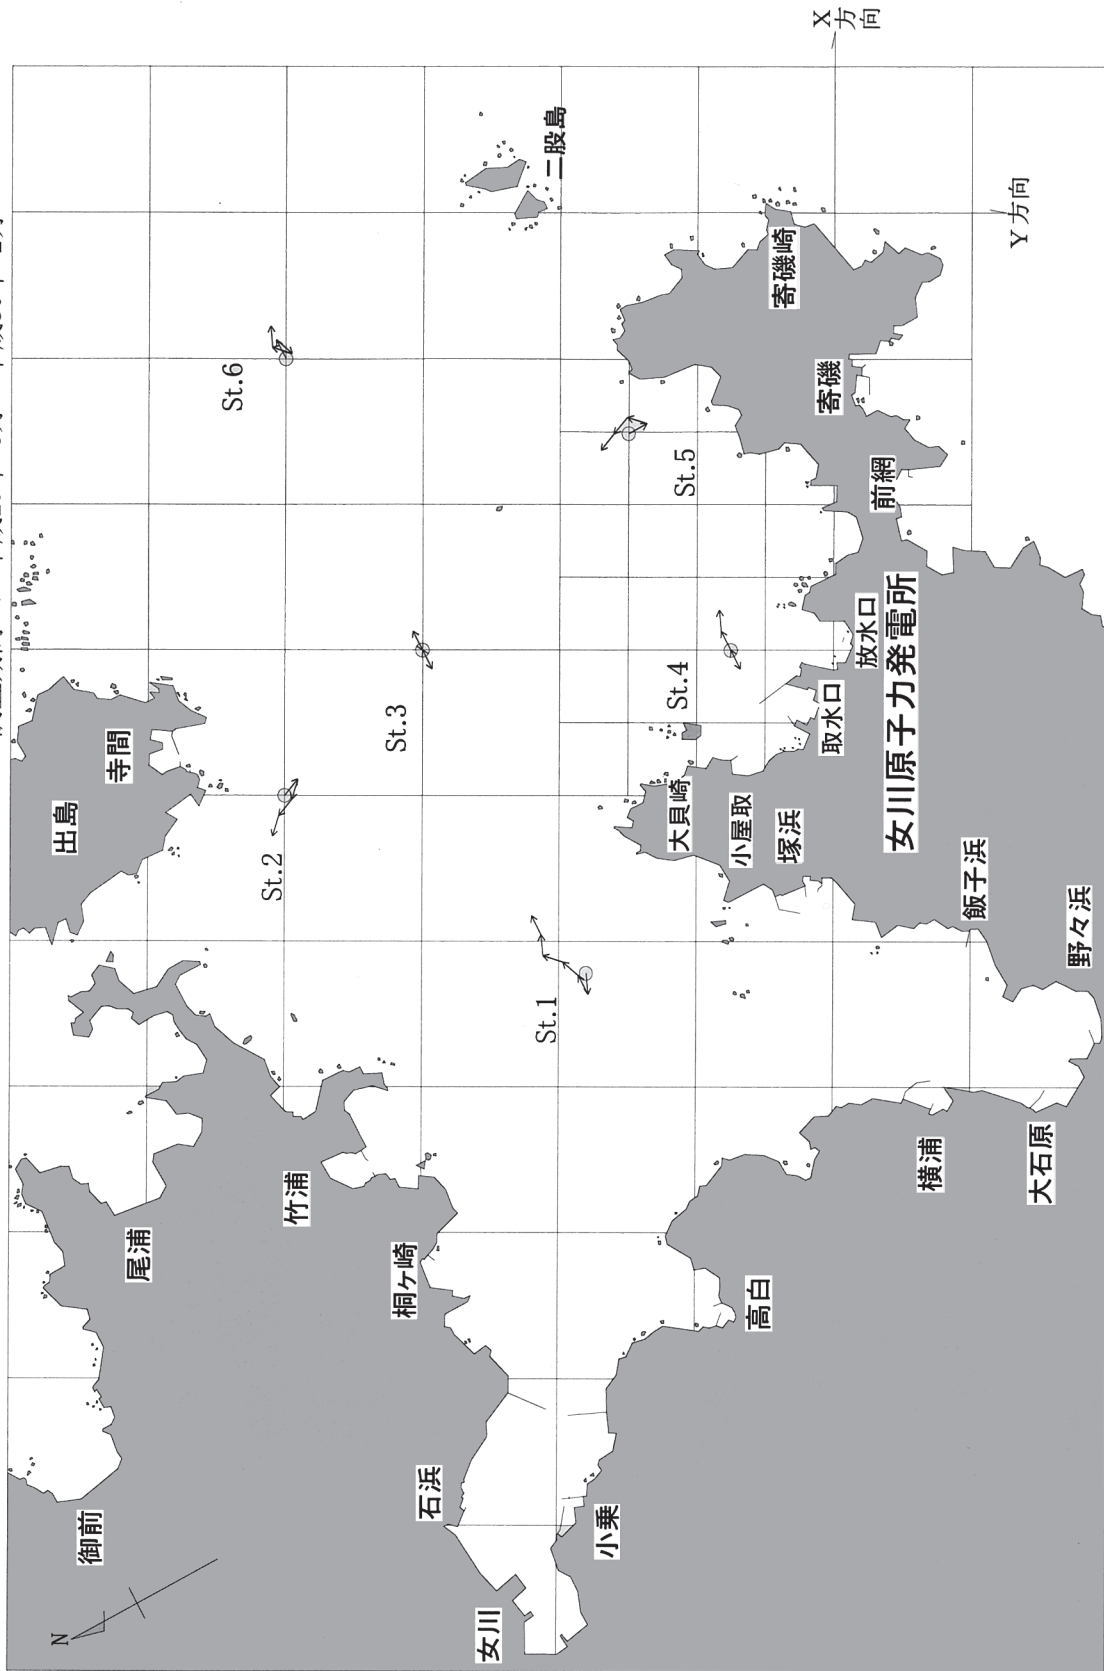 X方向
Y方向
二股島
寄磯崎
寄磯
前網
St.6
St.5
St.4
St.3
St.2
St.1
放水口
取水口
女川原子力発電所
寺間
出島
大貝崎
小屋取
塚浜
飯子浜
野々浜
横浦
大石原
竹浦
尾浦
桐ヶ崎
高白
石浜
小乗
御前
女川
N